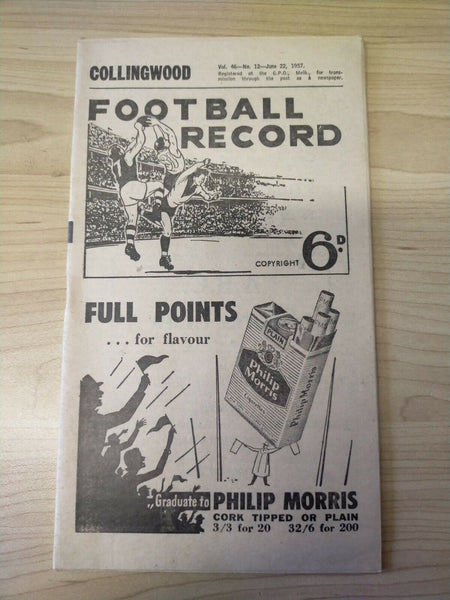 COLLINGWOOD
Vol. 46—No. 12—June 22, 1957.
Registered at the G.P.O., Melb., for trans-
mission through the post as a newspaper.
FOOTBALL
RECORD
COPYRIGHT 6D.
FULL POINTS
...for flavour
PLAIN
Philip
Morris
Cigarettes
Philip Morris
Graduate to PHILIP MORRIS
CORK TIPPED OR PLAIN
3/3 for 20 32/6 for 200